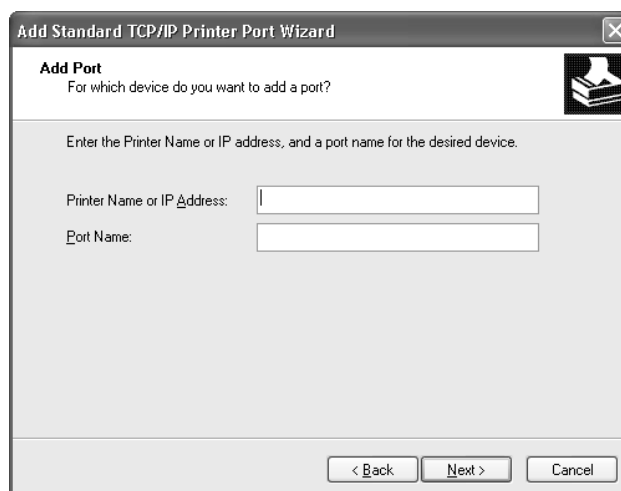 Add Standard TCP/IP Printer Port Wizard
Add Port
For which device do you want to add a port?
Enter the Printer Name or IP address, and a port name for the desired device.
Printer Name or IP Address:
Port Name:
< Back Next > Cancel